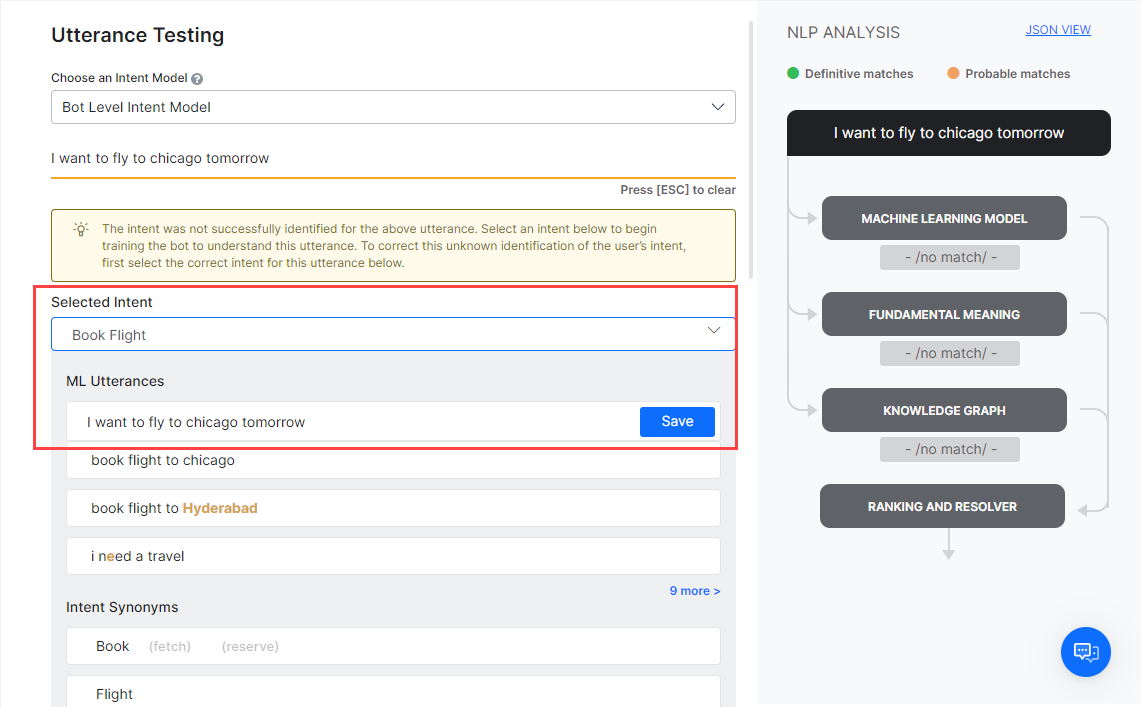 Utterance Testing
Choose an Intent Model ?
Bot Level Intent Model
I want to fly to chicago tomorrow
Press [ESC] to clear
The intent was not successfully identified for the above utterance. Select an intent below to begin
training the bot to understand this utterance. To correct this unknown identification of the user's intent,
first select the correct intent for this utterance below.
Selected Intent
Book Flight
ML Utterances
I want to fly to chicago tomorrow
Save
book flight to chicago
book flight to Hyderabad
i need a travel
9 more >
Intent Synonyms
Book (fetch) (reserve)
Flight
NLP ANALYSIS
JSON VIEW
Definitive matches
Probable matches
I want to fly to chicago tomorrow
MACHINE LEARNING MODEL
- /no match/ -
FUNDAMENTAL MEANING
- /no match/ -
KNOWLEDGE GRAPH
- /no match/ -
RANKING AND RESOLVER